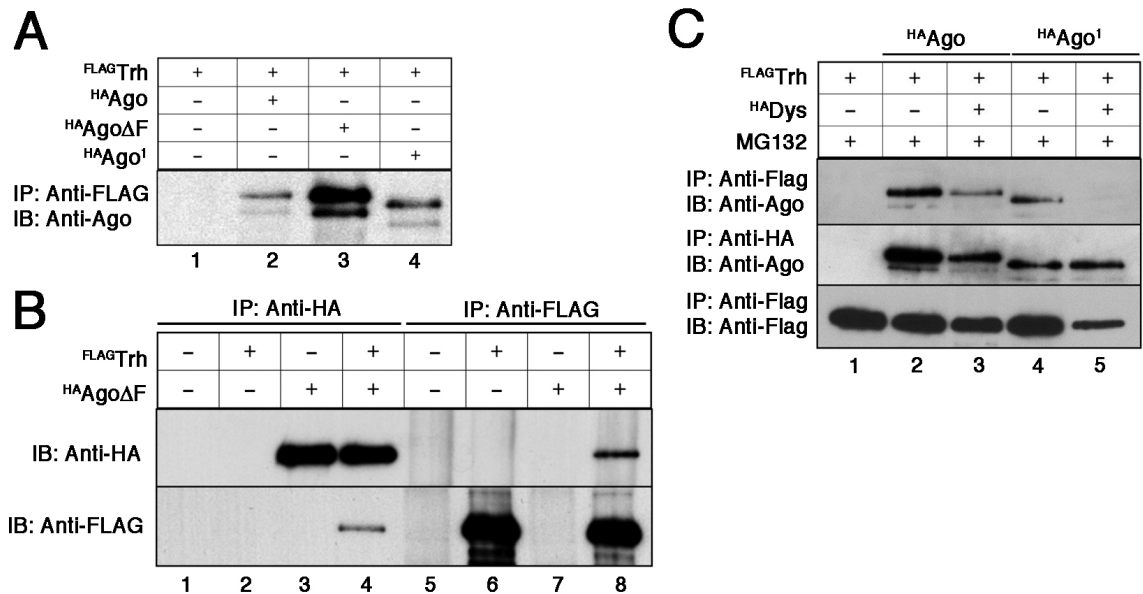 A
FLAGTrh + + + +
HAAgo – + – –
HAAgoΔF – – + –
HAAgo1 – – – +
IP: Anti-FLAG
IB: Anti-Ago
1 2 3 4
B
IP: Anti-HA IP: Anti-FLAG
FLAGTrh – + – + – + – +
HAAgoΔF – – + + – – + +
IB: Anti-HA
IB: Anti-FLAG
1 2 3 4 5 6 7 8
C
HAAgo HAAgo1
FLAGTrh + + + + +
HADys – – + – +
MG132 + + + + +
IP: Anti-Flag
IB: Anti-Ago
IP: Anti-HA
IB: Anti-Ago
IP: Anti-Flag
IB: Anti-Flag
1 2 3 4 5